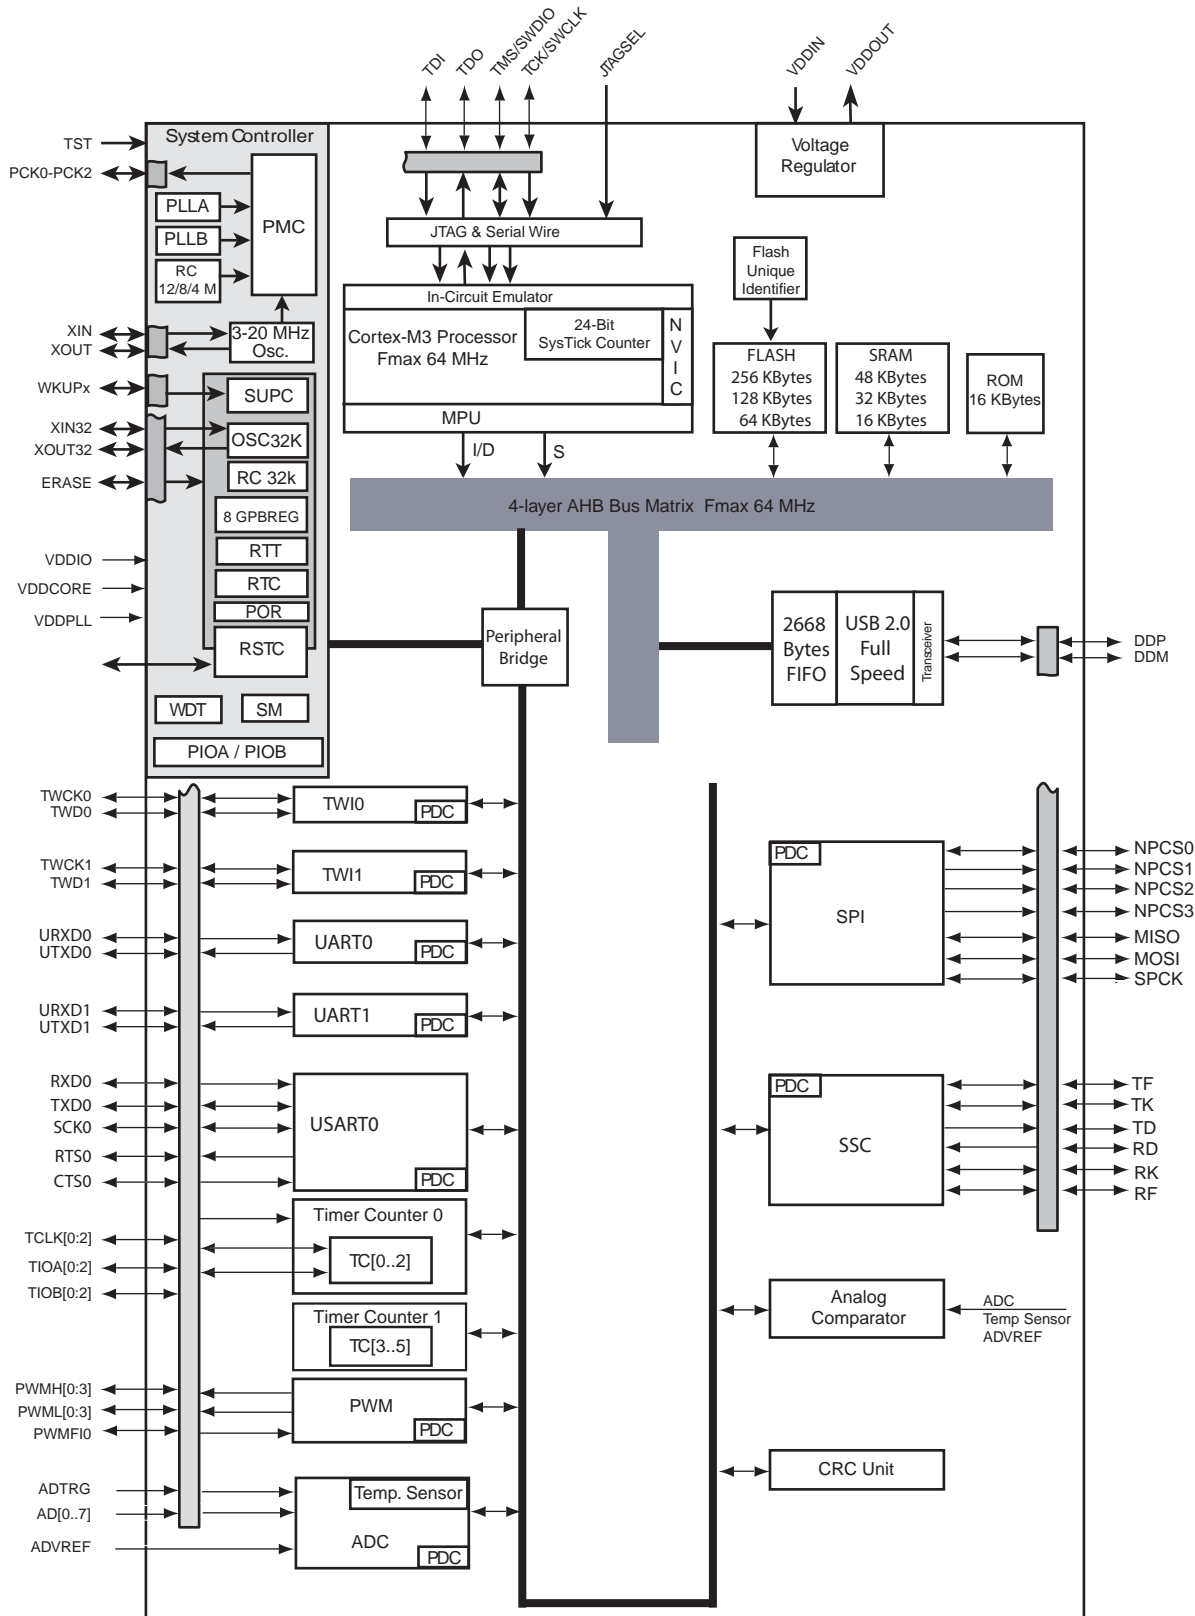 TDI
TDO
TMS/SWDIO
TCK/SWCLK
JTAGSEL
VDDIN
VDDOUT
System Controller
TST
PCK0-PCK2
PLLA
PLLB
RC
12/8/4 M
PMC
XIN
XOUT
3-20 MHz
Osc.
WKUPx
SUPC
XIN32
XOUT32
OSC32K
ERASE
RC 32k
8 GPBREG
RTT
VDDIO
VDDCORE
VDDPLL
RTC
POR
RSTC
WDT
SM
PIOA / PIOB
Voltage
Regulator
JTAG & Serial Wire
In-Circuit Emulator
Cortex-M3 Processor
Fmax 64 MHz
24-Bit
SysTick Counter
N
V
I
C
MPU
I/D
S
Flash
Unique
Identifier
FLASH
256 KBytes
128 KBytes
64 KBytes
SRAM
48 KBytes
32 KBytes
16 KBytes
ROM
16 KBytes
4-layer AHB Bus Matrix Fmax 64 MHz
Peripheral
Bridge
2668
Bytes
FIFO
USB 2.0
Full
Speed
Transceiver
DDP
DDM
TWCK0
TWD0
TWI0
PDC
TWCK1
TWD1
TWI1
PDC
URXD0
UTXD0
UART0
PDC
URXD1
UTXD1
UART1
PDC
RXD0
TXD0
SCK0
RTS0
CTS0
USART0
PDC
TCLK[0:2]
TIOA[0:2]
TIOB[0:2]
Timer Counter 0
TC[0..2]
Timer Counter 1
TC[3..5]
PWMH[0:3]
PWML[0:3]
PWMFI0
PWM
PDC
ADTRG
AD[0..7]
ADVREF
Temp. Sensor
ADC
PDC
PDC
SPI
NPCS0
NPCS1
NPCS2
NPCS3
MISO
MOSI
SPCK
PDC
SSC
TF
TK
TD
RD
RK
RF
Analog
Comparator
ADC
Temp Sensor
ADVREF
CRC Unit